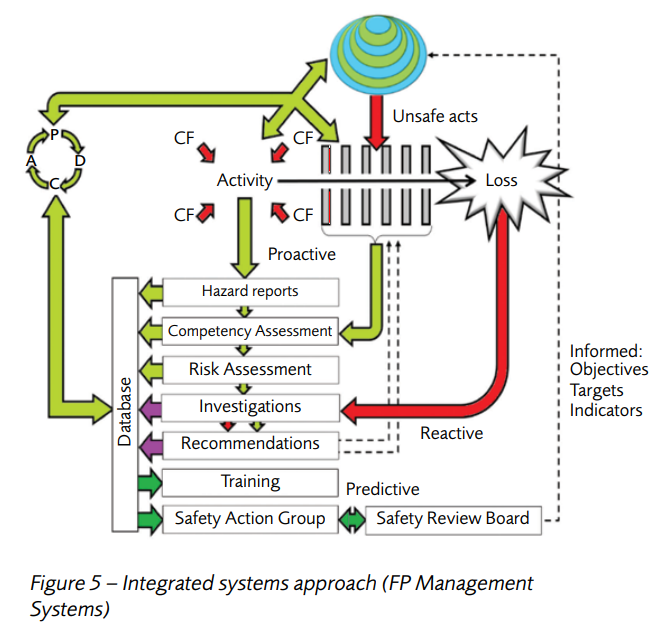 Unsafe acts
P
A
D
C
CF
CF
Activity
Loss
CF
CF
Proactive
Hazard reports
Competency Assessment
Risk Assessment
Investigations
Recommendations
Training
Safety Action Group
Database
Reactive
Predictive
Safety Review Board
Informed:
Objectives
Targets
Indicators
Figure 5 – Integrated systems approach (FP Management
Systems)